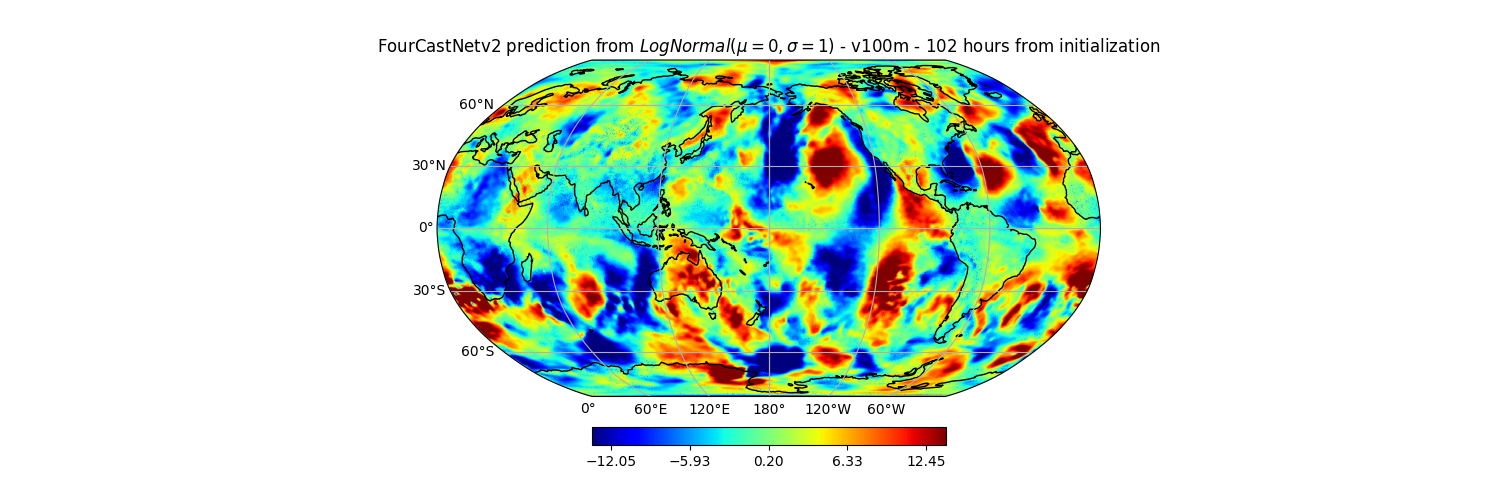 FourCastNetv2 prediction from LogNormal(μ = 0, σ = 1) - v100m - 102 hours from initialization
60°N
30°N
0°
30°S
60°S
0° 60°E 120°E 180° 120°W 60°W
−12.05 −5.93 0.20 6.33 12.45